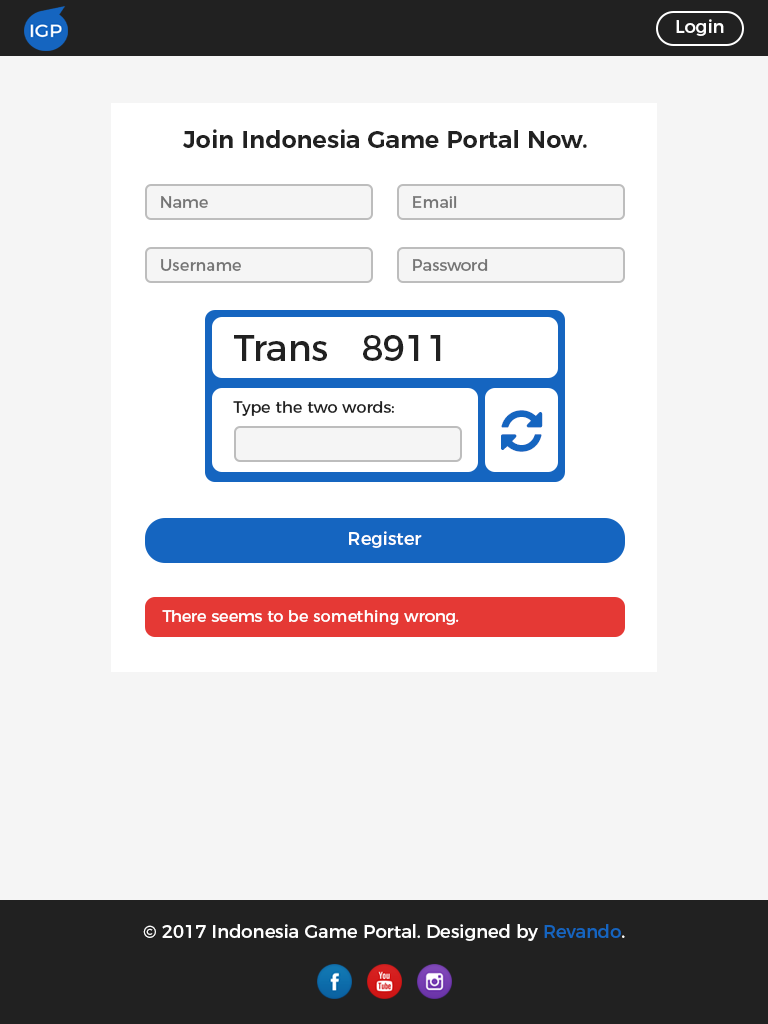 IGP
Login
Join Indonesia Game Portal Now.
Name
Email
Username
Password
Trans 8911
Type the two words:
Register
There seems to be something wrong.
© 2017 Indonesia Game Portal. Designed by Revando.
f
You
Tube